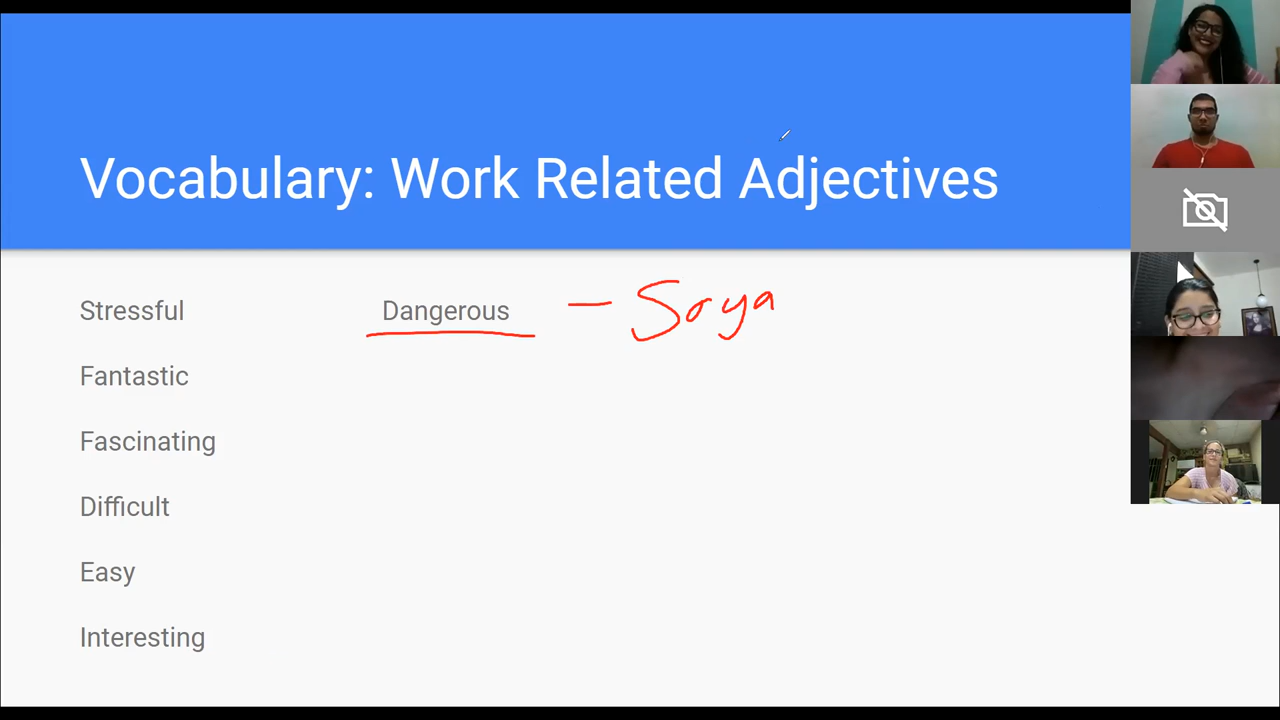 Vocabulary: Work Related Adjectives
Stressful
Fantastic
Fascinating
Difficult
Easy
Interesting
Dangerous — Soya